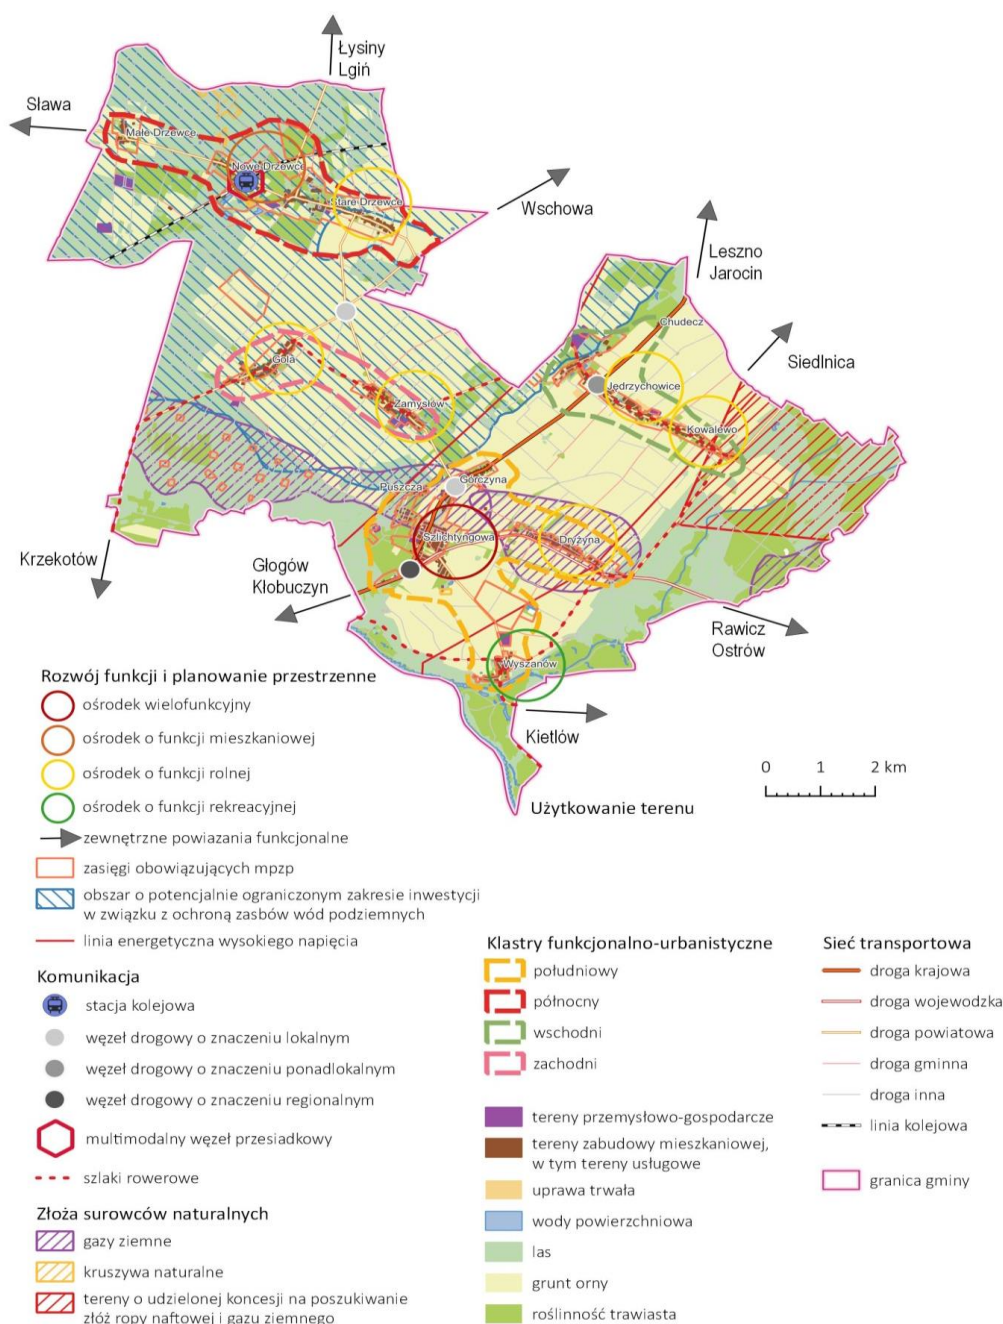 Łysiny
Lgiń
Sława
Małe Drzewce
Nowe Drzewce
tare Drzewce
Wschowa
Leszno
Jarocin
Chudecz
Siedlnica
Gola
Jędrzychowice
Zamysłów
Kowalewo
Górczyna
Puszcza
Szlichtyngowa
Dryżyna
Krzekotów
Głogów
Kłobuczyn
Rawicz
Ostrów
Wyszanów
Kietlów
Rozwój funkcji i planowanie przestrzenne
ośrodek wielofunkcyjny
ośrodek o funkcji mieszkaniowej
ośrodek o funkcji rolnej
ośrodek o funkcji rekreacyjnej
zewnętrzne powiazania funkcjonalne
zasięgi obowiązujących mpzp
obszar o potencjalnie ograniczonym zakresie inwestycji
w związku z ochroną zasbów wód podziemnych
linia energetyczna wysokiego napięcia
0 1 2 km
Użytkowanie terenu
Komunikacja
stacja kolejowa
węzeł drogowy o znaczeniu lokalnym
węzeł drogowy o znaczeniu ponadlokalnym
węzeł drogowy o znaczeniu regionalnym
multimodalny węzeł przesiadkowy
szlaki rowerowe
Złoża surowców naturalnych
gazy ziemne
kruszywa naturalne
tereny o udzielonej koncesji na poszukiwanie
złóż ropy naftowej i gazu ziemnego
Klastry funkcjonalno-urbanistyczne
południowy
północny
wschodni
zachodni
tereny przemysłowo-gospodarcze
tereny zabudowy mieszkaniowej,
w tym tereny usługowe
uprawa trwała
wody powierzchniowa
las
grunt orny
roślinność trawiasta
Sieć transportowa
droga krajowa
droga wojewodzka
droga powiatowa
droga gminna
droga inna
linia kolejowa
granica gminy